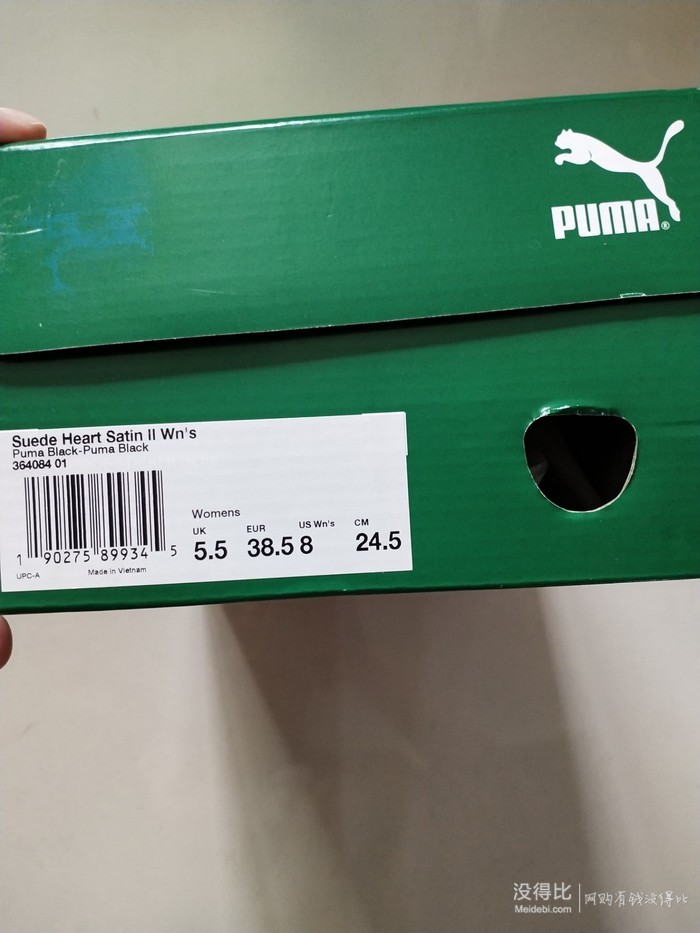 PUMA®
Suede Heart Satin II Wn's
Puma Black-Puma Black
364084 01
Womens
UK EUR US Wn's CM
5.5 38.5 8 24.5
1 90275 89934 5
UPC-A Made in Vietnam
没得比 网购有钱没得比
Meidebi.com